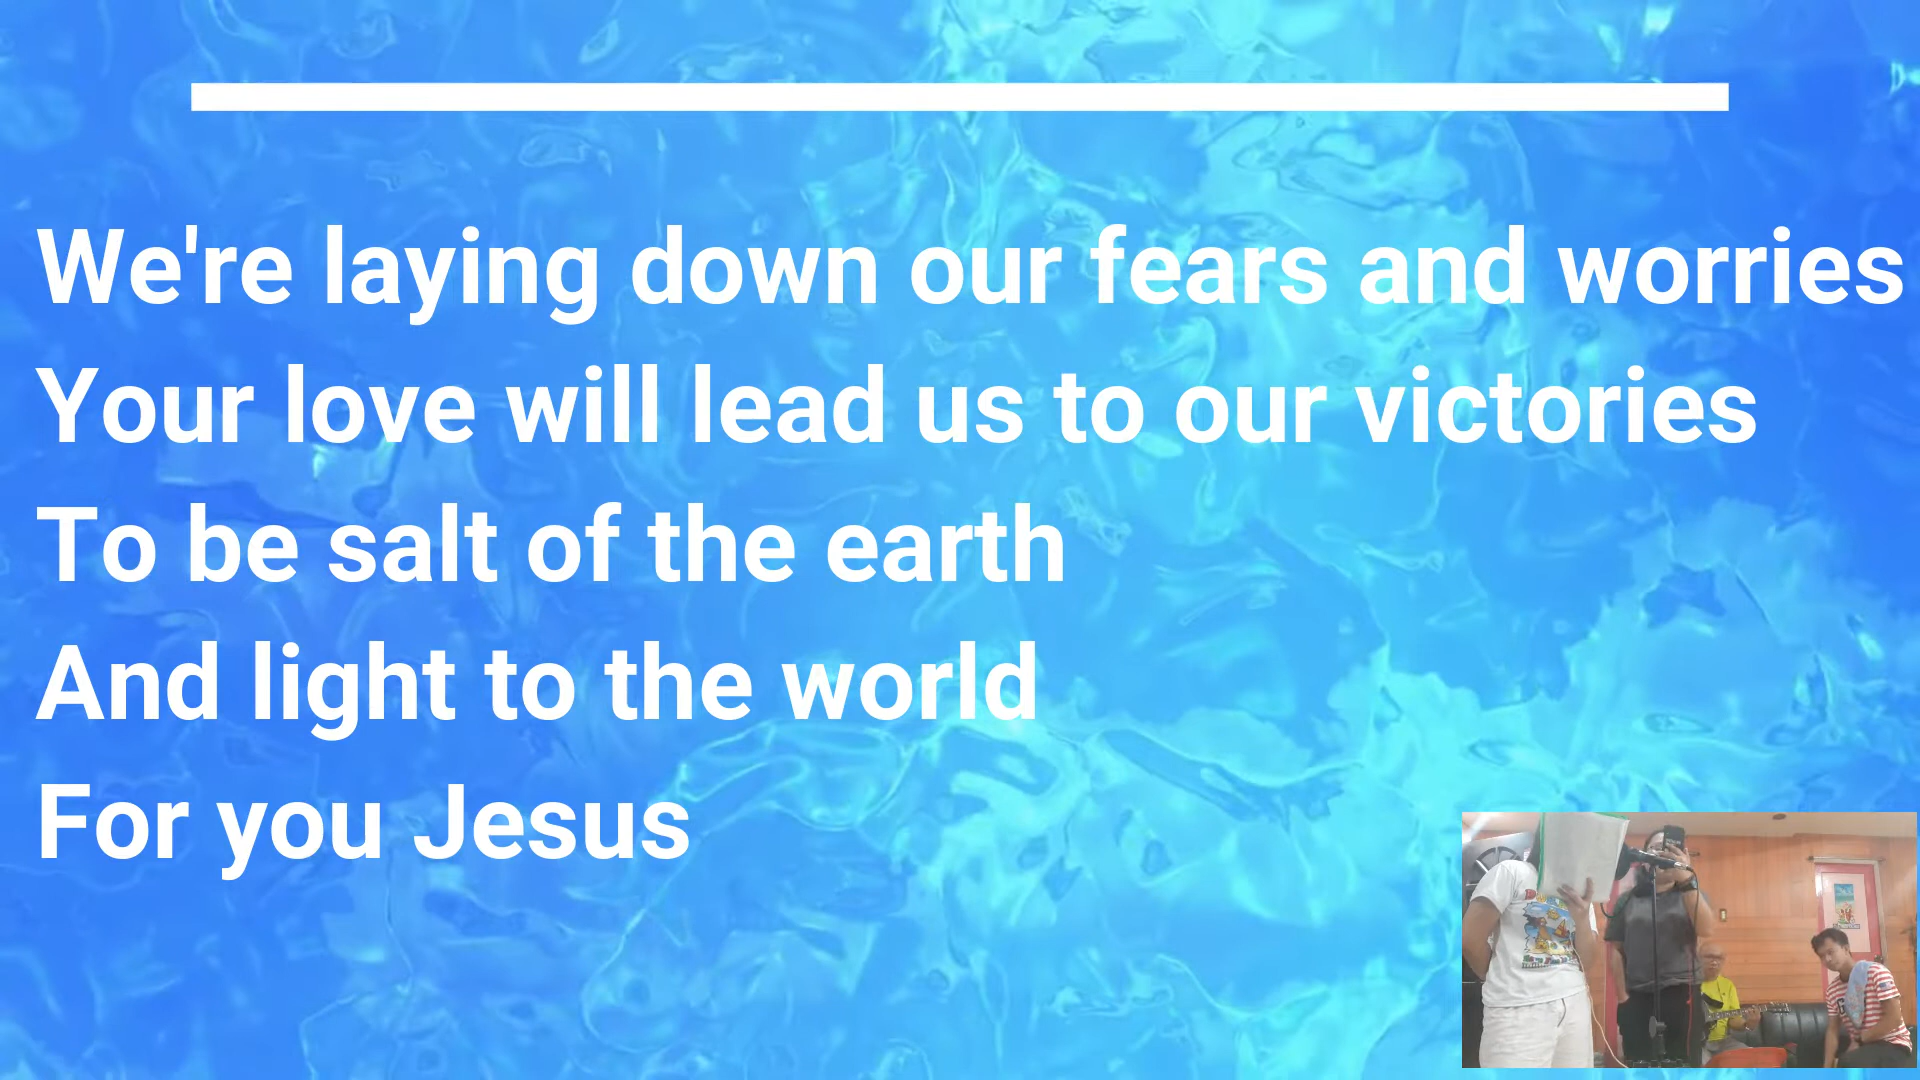 We're laying down our fears and worries
Your love will lead us to our victories
To be salt of the earth
And light to the world
For you Jesus